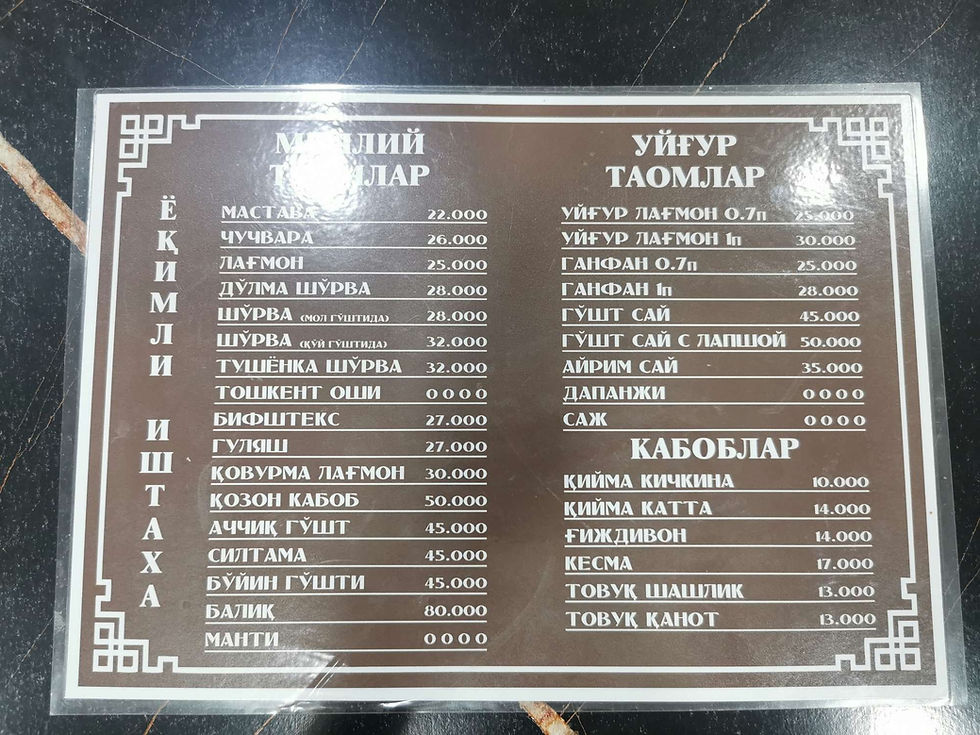 ЁҚИМЛИ ИШТАХА
МИЛЛИЙ
ТАОМЛАР
МАСТАВА 22.000
ЧУЧВАРА 26.000
ЛАҒМОН 25.000
ДЎЛМА ШЎРВА 28.000
ШЎРВА (МОЛ ГЎШТИДА) 28.000
ШЎРВА (ҚЎЙ ГЎШТИДА) 32.000
ТУШЁНКА ШЎРВА 32.000
ТОШКЕНТ ОШИ 0000
БИФШТЕКС 27.000
ГУЛЯШ 27.000
ҚОВУРМА ЛАҒМОН 30.000
ҚОЗОН КАБОБ 50.000
АЧЧИҚ ГЎШТ 45.000
СИЛТАМА 45.000
БЎЙИН ГЎШТИ 45.000
БАЛИҚ 80.000
МАНТИ 0000
УЙҒУР
ТАОМЛАР
УЙҒУР ЛАҒМОН 0.7п 25.000
УЙҒУР ЛАҒМОН 1п 30.000
ГАНФАН 0.7п 25.000
ГАНФАН 1п 28.000
ГЎШТ САЙ 45.000
ГЎШТ САЙ С ЛАПШОЙ 50.000
АЙРИМ САЙ 35.000
ДАПАНЖИ 0000
САЖ 0000
КАБОБЛАР
ҚИЙМА КИЧКИНА 10.000
ҚИЙМА КАТТА 14.000
ҒИЖДИВОН 14.000
КЕСМА 17.000
ТОВУҚ ШАШЛИК 13.000
ТОВУҚ ҚАНОТ 13.000